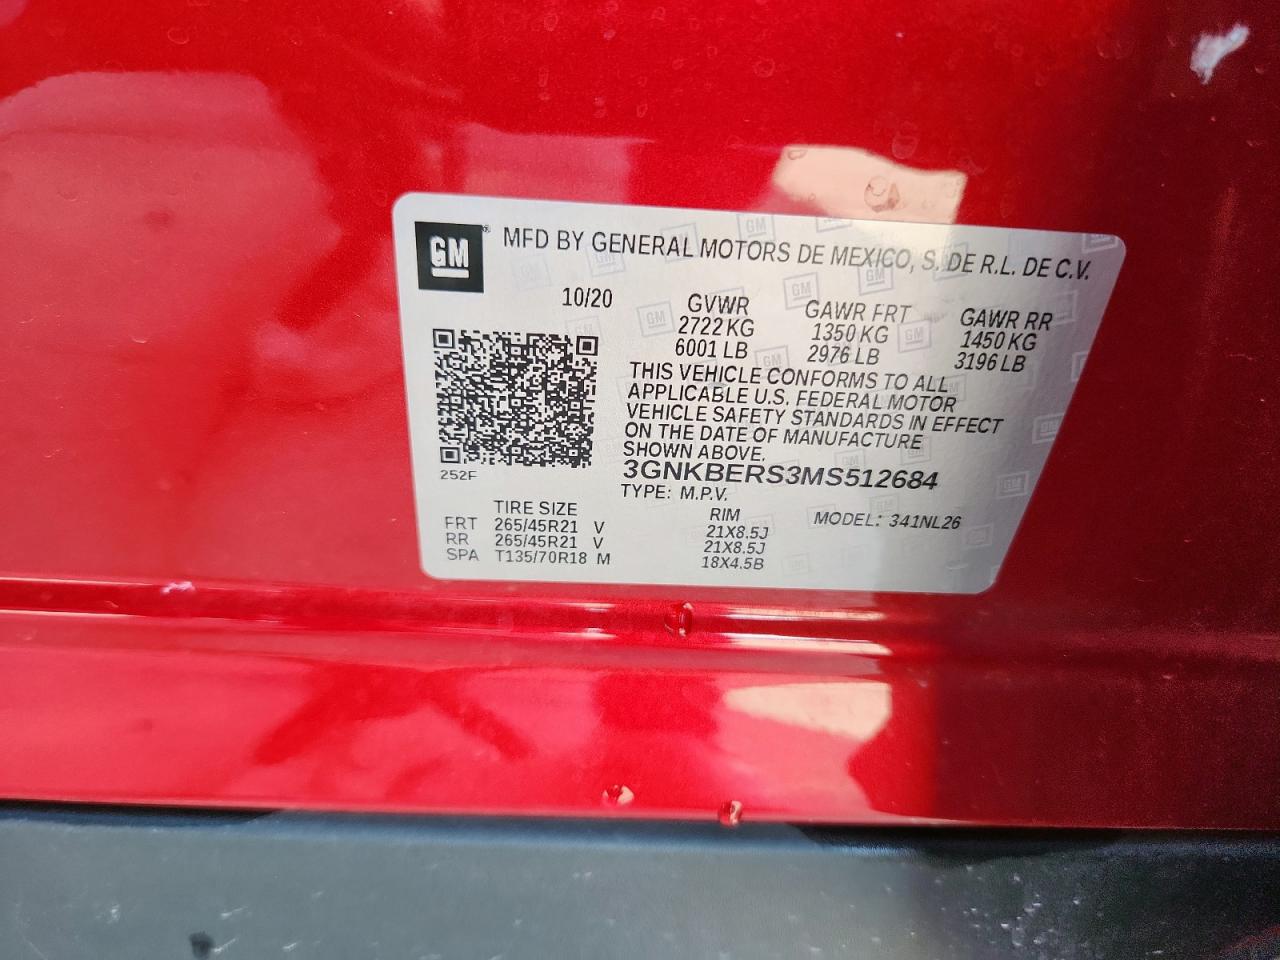 GM
MFD BY GENERAL MOTORS DE MEXICO, S. DE R.L. DE C.V.
10/20 GVWR GAWR FRT GAWR RR
2722 KG 1350 KG 1450 KG
6001 LB 2976 LB 3196 LB
THIS VEHICLE CONFORMS TO ALL
APPLICABLE U.S. FEDERAL MOTOR
VEHICLE SAFETY STANDARDS IN EFFECT
ON THE DATE OF MANUFACTURE
SHOWN ABOVE.
252F
3GNKBERS3MS512684
TYPE: M.P.V.
TIRE SIZE RIM MODEL: 341NL26
FRT 265/45R21 V 21X8.5J
RR 265/45R21 V 21X8.5J
SPA T135/70R18 M 18X4.5B